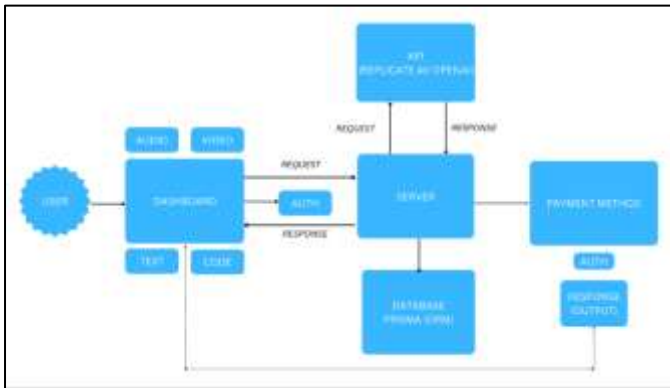 API
(REPLICATE AI/ OPENAI)
AUDIO
VIDEO
REQUEST
RESPONSE
REQUEST
USER
DASHBOARD
AUTH
SERVER
PAYMENT METHOD
RESPONSE
TEXT
CODE
AUTH
DATABASE
PRISMA (ORM)
RESPONSE
(OUTPUT)